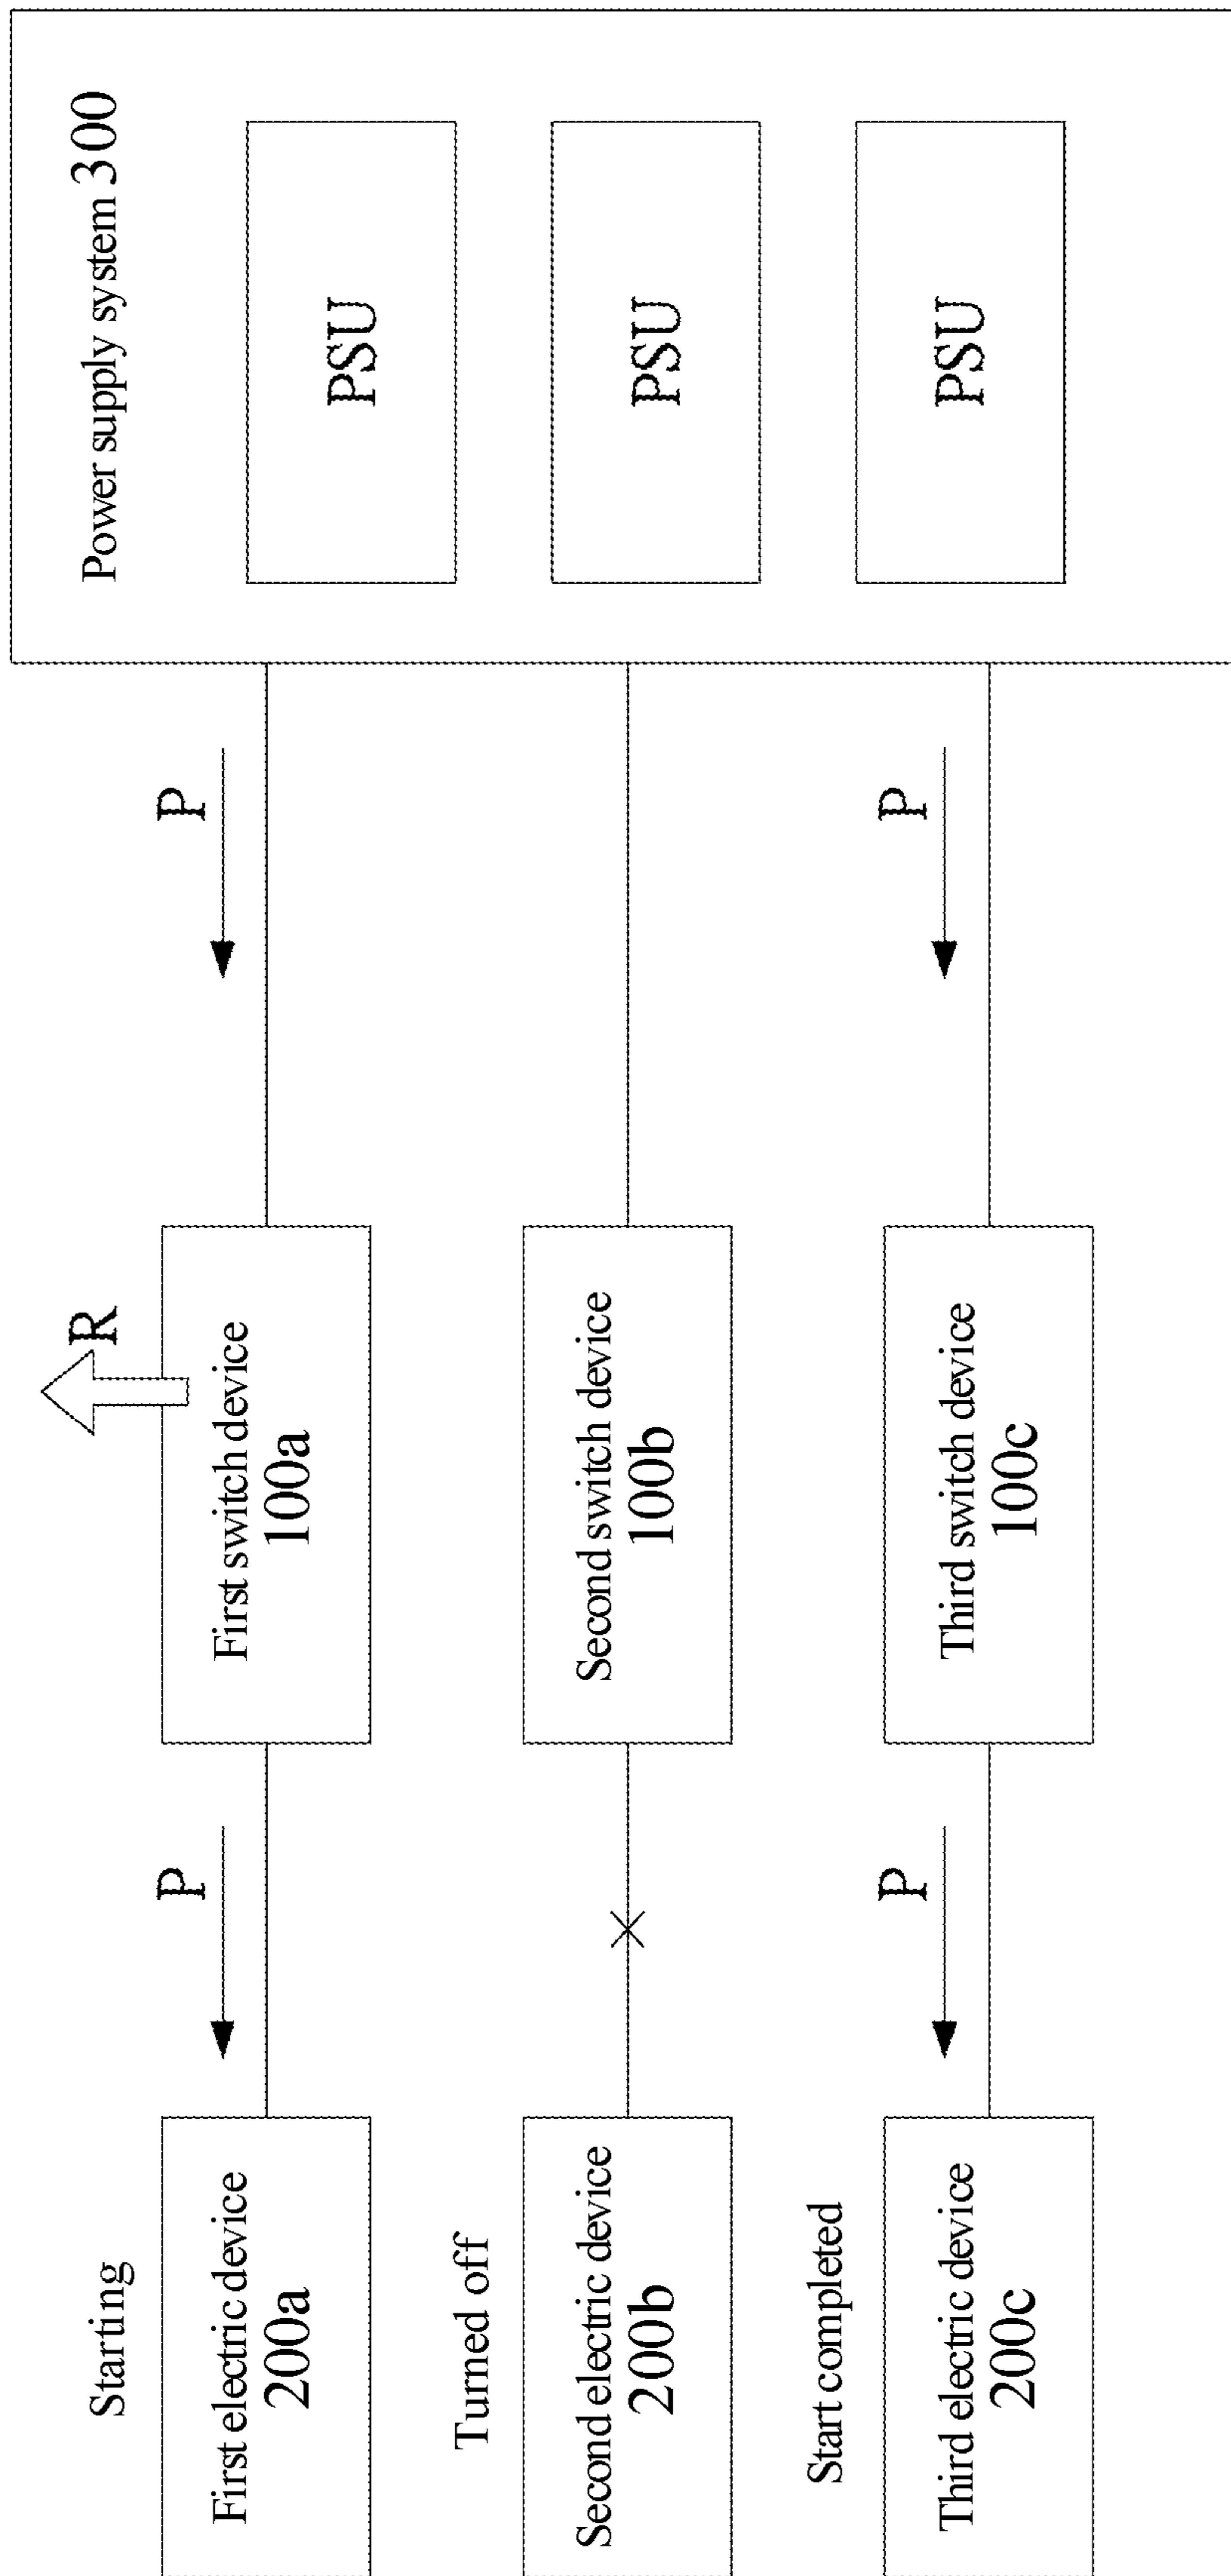 Starting
First electric device
200a
P
First switch device
100a
R
P
Turned off
Second electric device
200b
Second switch device
100b
Start completed
Third electric device
200c
P
Third switch device
100c
P
Power supply system 300
PSU
PSU
PSU